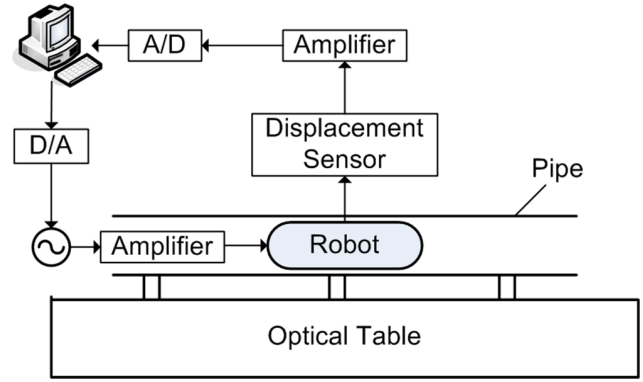 A/D
Amplifier
Displacement
Sensor
D/A
Pipe
Amplifier
Robot
Optical Table